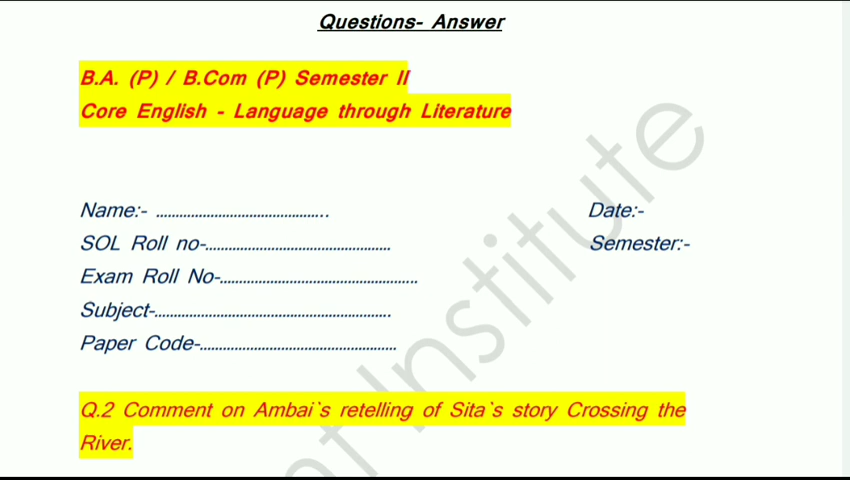 Questions- Answer
B.A. (P) / B.Com (P) Semester II
Core English - Language through Literature
Name:- ............................................ Date:-
SOL Roll no-................................................ Semester:-
Exam Roll No-...................................................
Subject-.............................................................
Paper Code-...................................................
Q.2 Comment on Ambai`s retelling of Sita`s story Crossing the
River.
Institute